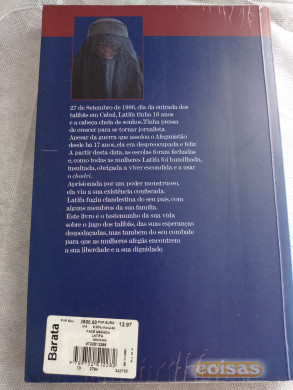 27 de Setembro de 1996, dia da entrada dos
talibãs em Cabul, Latifa tinha 16 anos
e a cabeça cheia de sonhos. Tinha pressa
de crescer para se tornar jornalista.
Apesar da guerra que assolou o Afeganistão
desde há 17 anos, ela era despreocupada e feliz.
A partir desta data, as escolas foram fechadas
e, como todas as mulheres Latifa foi humilhada,
insultada, obrigada a viver escondida e a usar
o chadri.
Aprisionada por um poder monstruoso,
ela via a sua existência confiscada.
Latifa fugiu clandestina do seu país, com
alguns membros da sua família.
Este livro é o testemunho da sua vida
sobre o jugo dos talibãs, das suas esperanças
despedaçadas, mas também do seu combate
para que as mulheres afegãs encontrem
a sua liberdade e a sua dignidade.
Barata
12.97
LATIFA
coisas